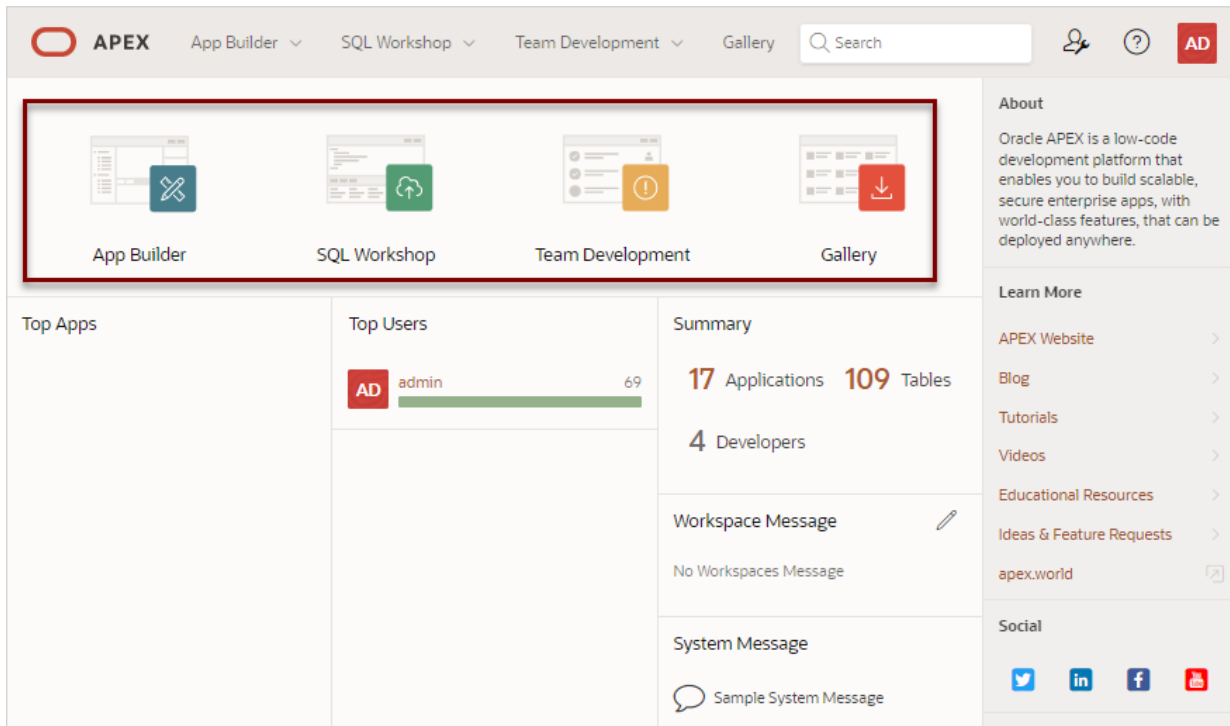 APEX App Builder SQL Workshop Team Development Gallery Search AD
App Builder SQL Workshop Team Development Gallery
Top Apps
Top Users
AD admin 69
Summary
17 Applications 109 Tables
4 Developers
Workspace Message
No Workspaces Message
System Message
Sample System Message
About
Oracle APEX is a low-code
development platform that
enables you to build scalable,
secure enterprise apps, with
world-class features, that can be
deployed anywhere.
Learn More
APEX Website
Blog
Tutorials
Videos
Educational Resources
Ideas & Feature Requests
apex.world
Social